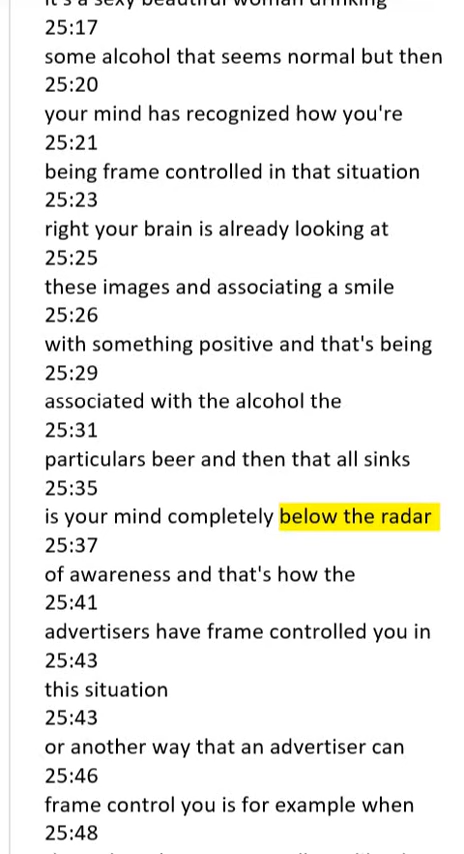 it's a sexy beautiful woman drinking
25:17
some alcohol that seems normal but then
25:20
your mind has recognized how you're
25:21
being frame controlled in that situation
25:23
right your brain is already looking at
25:25
these images and associating a smile
25:26
with something positive and that's being
25:29
associated with the alcohol the
25:31
particulars beer and then that all sinks
25:35
is your mind completely below the radar
25:37
of awareness and that's how the
25:41
advertisers have frame controlled you in
25:43
this situation
25:43
or another way that an advertiser can
25:46
frame control you is for example when
25:48